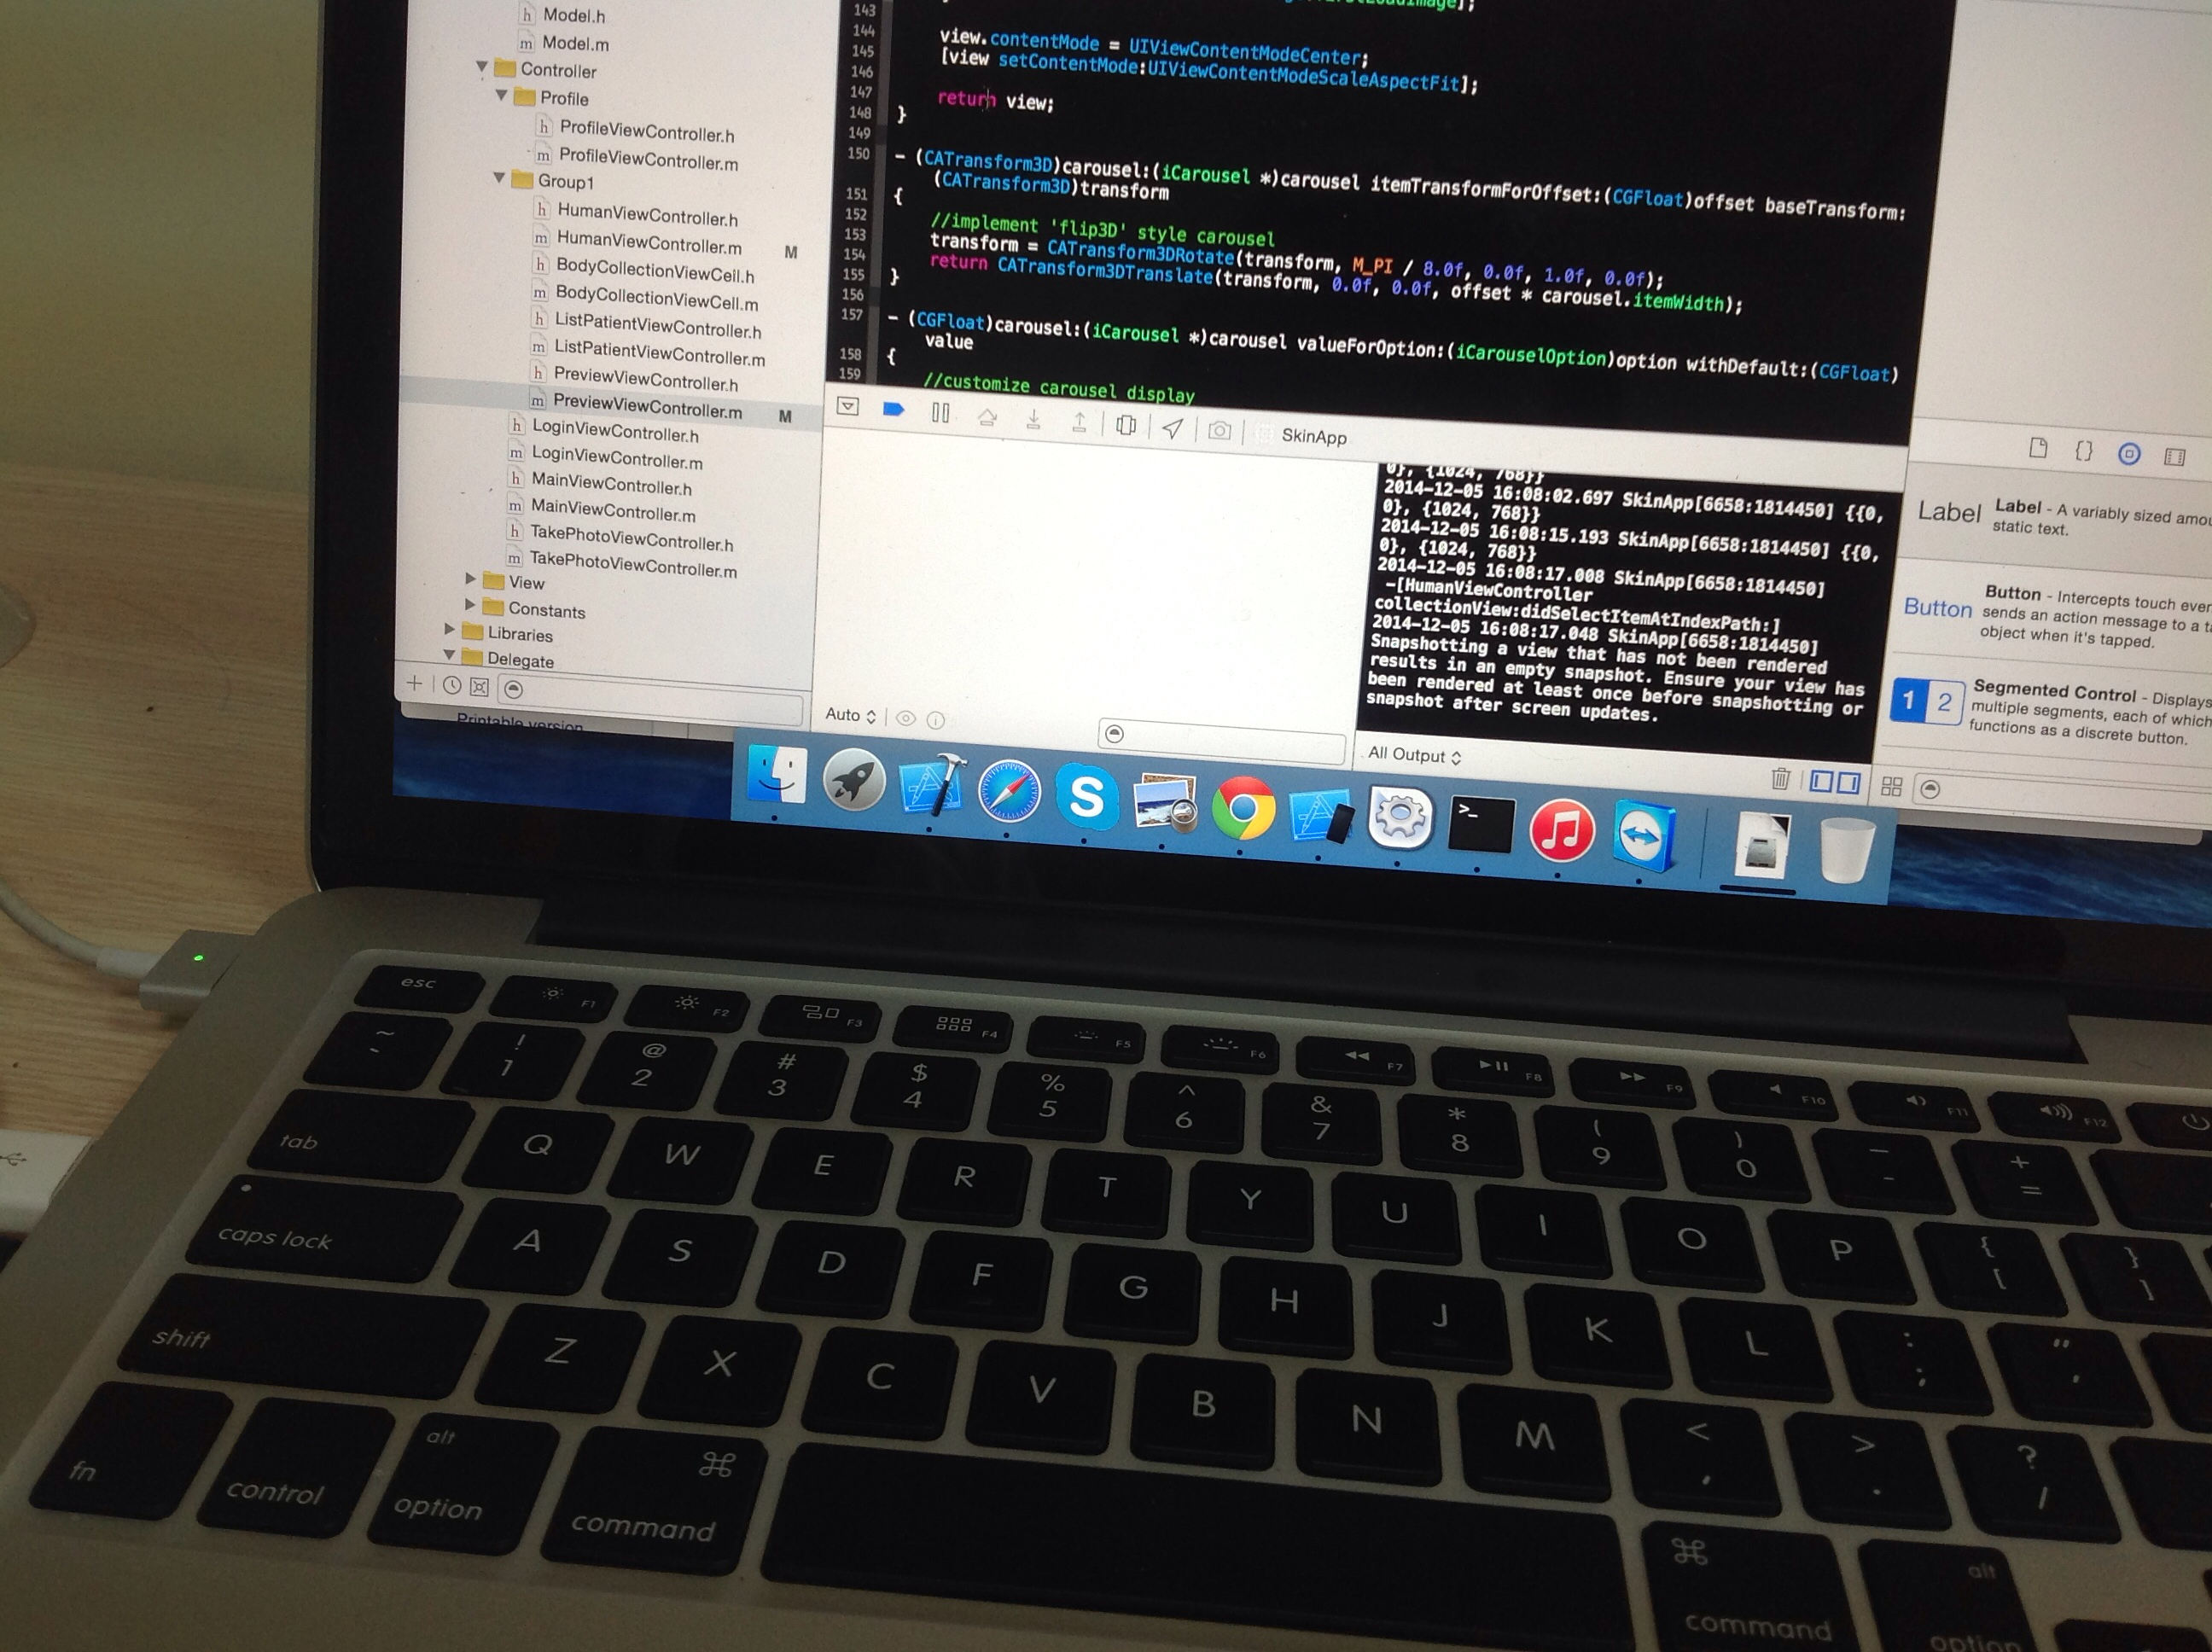 Model.h
Model.m
Controller
Profile
ProfileViewController.h
ProfileViewController.m
Group1
HumanViewController.h
HumanViewController.m M
BodyCollectionViewCell.h
BodyCollectionViewCell.m
ListPatientViewController.h
ListPatientViewController.m
PreviewViewController.h
PreviewViewController.m M
LoginViewController.h
LoginViewController.m
MainViewController.h
MainViewController.m
TakePhotoViewController.h
TakePhotoViewController.m
View
Constants
Libraries
Delegate
Printable version
143
144 view.contentMode = UIViewContentModeCenter;
145 [view setContentMode:UIViewContentModeScaleAspectFit];
146
147 return view;
148 }
149
150 - (CATransform3D)carousel:(iCarousel *)carousel itemTransformForOffset:(CGFloat)offset baseTransform:
(CATransform3D)transform
151 {
152 //implement 'flip3D' style carousel
153 transform = CATransform3DRotate(transform, M_PI / 8.0f, 0.0f, 1.0f, 0.0f);
154 return CATransform3DTranslate(transform, 0.0f, 0.0f, offset * carousel.itemWidth);
155 }
156
157 - (CGFloat)carousel:(iCarousel *)carousel valueForOption:(iCarouselOption)option withDefault:(CGFloat)
value
158 {
159 //customize carousel display
SkinApp
0}, {1024, 768}}
2014-12-05 16:08:02.697 SkinApp[6658:1814450] {{0,
0}, {1024, 768}}
2014-12-05 16:08:15.193 SkinApp[6658:1814450] {{0,
0}, {1024, 768}}
2014-12-05 16:08:17.008 SkinApp[6658:1814450]
-[HumanViewController
collectionView:didSelectItemAtIndexPath:]
2014-12-05 16:08:17.048 SkinApp[6658:1814450]
Snapshotting a view that has not been rendered
results in an empty snapshot. Ensure your view has
been rendered at least once before snapshotting or
snapshot after screen updates.
Auto
All Output
{}
Label Label - A variably sized amou
static text.
Button Button - Intercepts touch ever
sends an action message to a ta
object when it's tapped.
1 2 Segmented Control - Displays
multiple segments, each of which
functions as a discrete button.
S
>_
esc F1 F2 F3 F4 F5 F6 F7 F8 F9 F10 F11 F12
~ ! @ # $ % ^ & * ( ) — +
1 2 3 4 5 6 7 8 9 0 - =
tab Q W E R T Y U I O P { [ } ]
caps lock A S D F G H J K L : ; " '
shift Z X C V B N M < , > . ? /
fn control alt option ⌘ command ⌘ command alt option